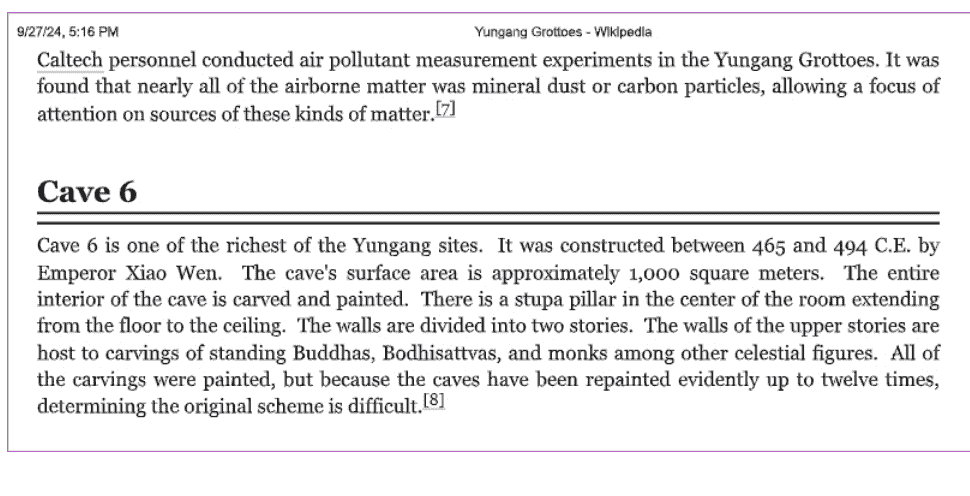 9/27/24, 5:16 PM Yungang Grottoes - Wikipedia
Caltech personnel conducted air pollutant measurement experiments in the Yungang Grottoes. It was
found that nearly all of the airborne matter was mineral dust or carbon particles, allowing a focus of
attention on sources of these kinds of matter.[7]
Cave 6
Cave 6 is one of the richest of the Yungang sites. It was constructed between 465 and 494 C.E. by
Emperor Xiao Wen. The cave's surface area is approximately 1,000 square meters. The entire
interior of the cave is carved and painted. There is a stupa pillar in the center of the room extending
from the floor to the ceiling. The walls are divided into two stories. The walls of the upper stories are
host to carvings of standing Buddhas, Bodhisattvas, and monks among other celestial figures. All of
the carvings were painted, but because the caves have been repainted evidently up to twelve times,
determining the original scheme is difficult.[8]